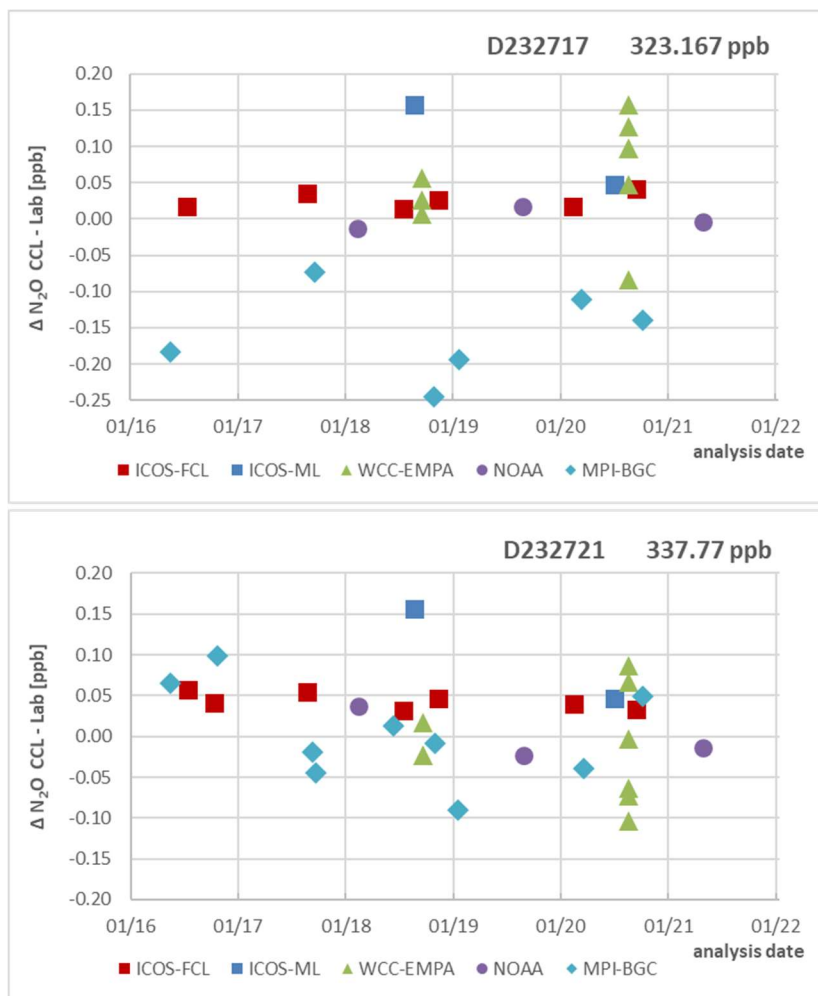 D232717 323.167 ppb
0.20
0.15
0.10
0.05
0.00
-0.05
-0.10
-0.15
-0.20
-0.25
Δ N₂O CCL - Lab [ppb]
01/16 01/17 01/18 01/19 01/20 01/21 01/22
analysis date
ICOS-FCL ICOS-ML WCC-EMPA NOAA MPI-BGC
D232721 337.77 ppb
0.20
0.15
0.10
0.05
0.00
-0.05
-0.10
-0.15
-0.20
Δ N₂O CCL - Lab [ppb]
01/16 01/17 01/18 01/19 01/20 01/21 01/22
analysis date
ICOS-FCL ICOS-ML WCC-EMPA NOAA MPI-BGC